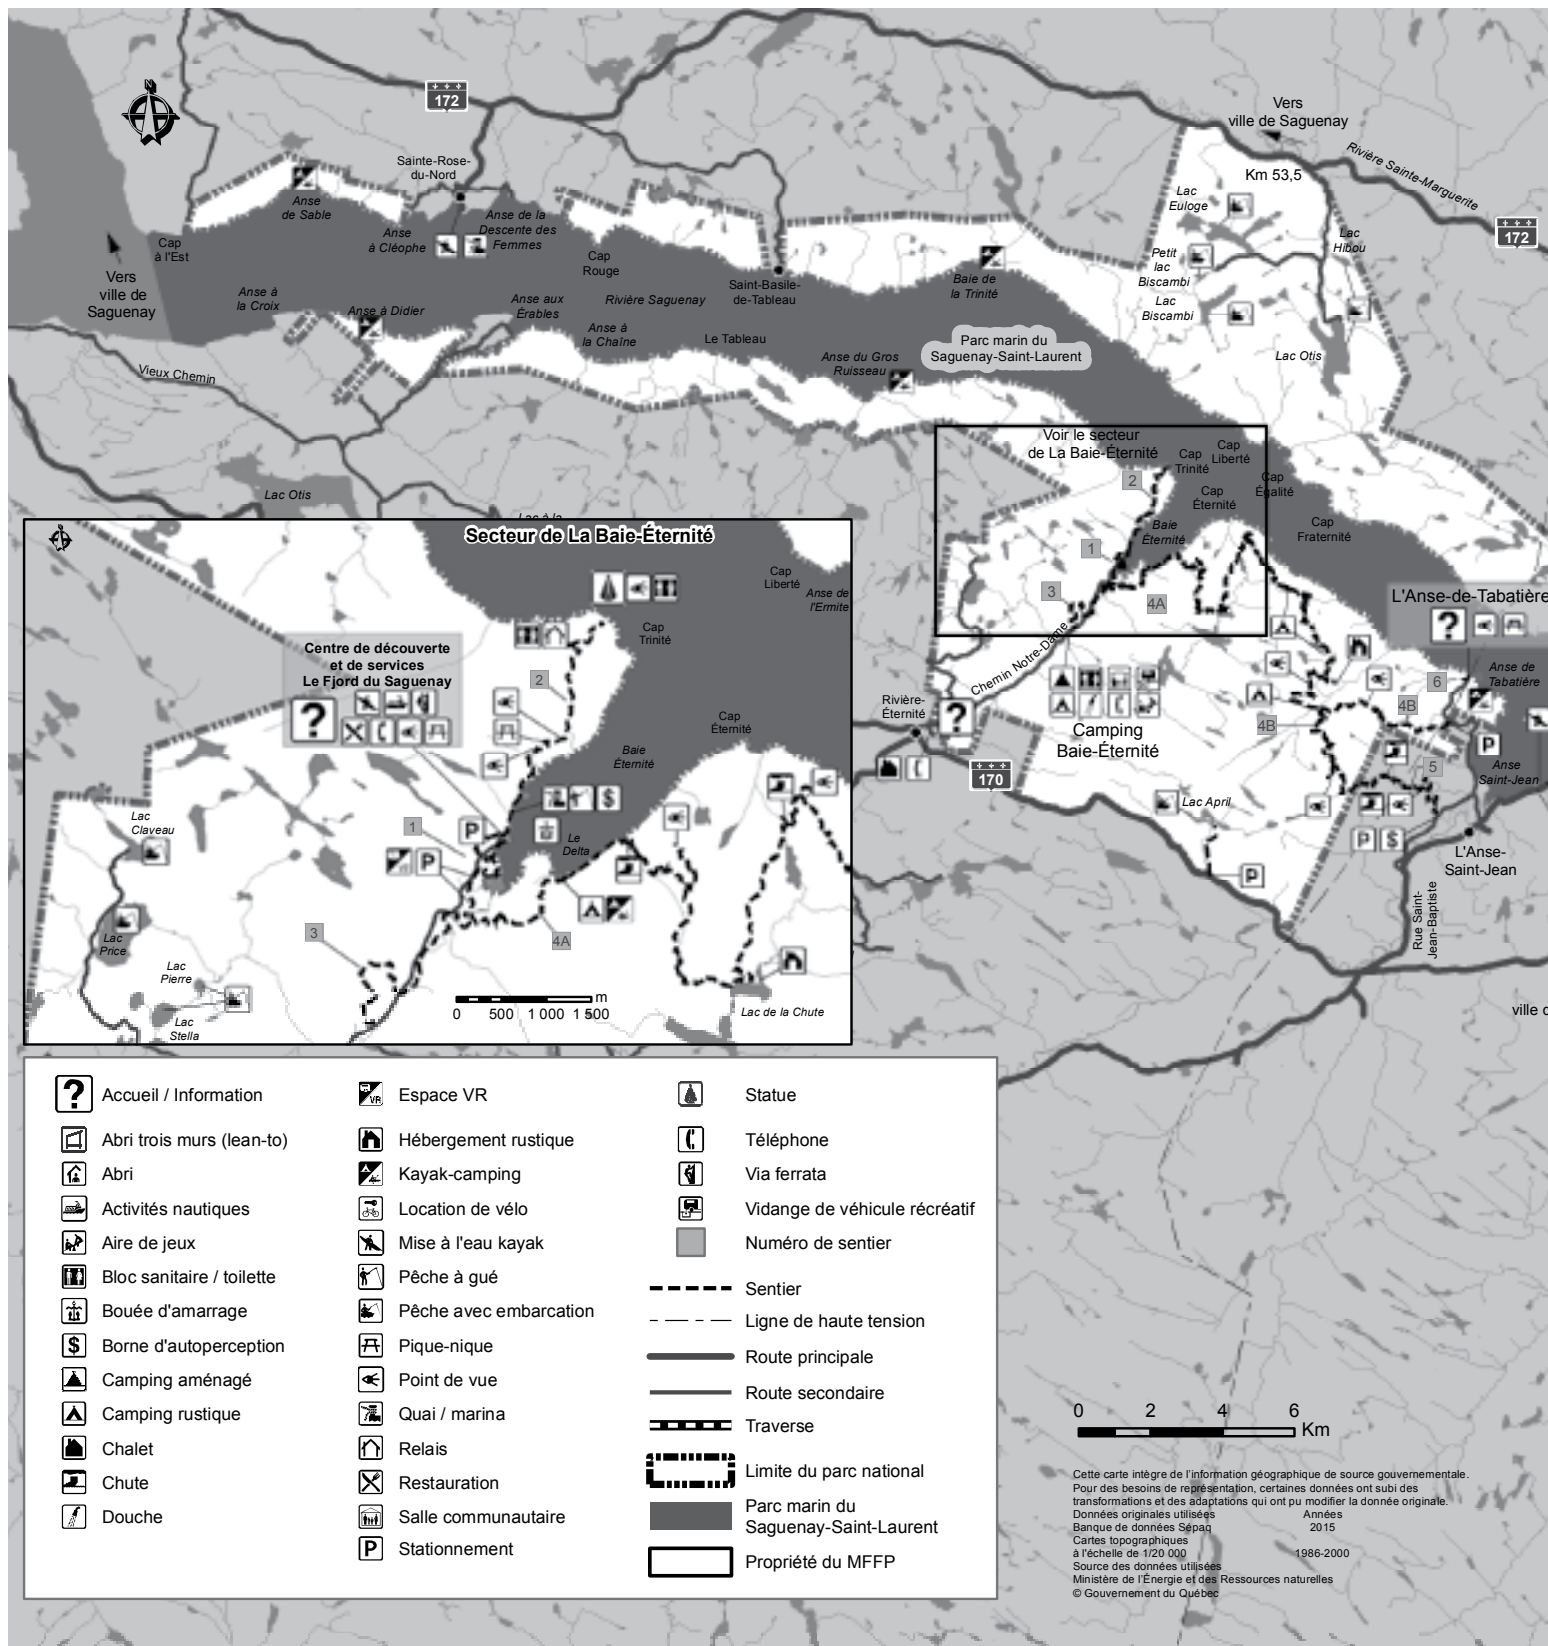 N
172
Vers
ville de Saguenay
Rivière Sainte-Marguerite
Km 53,5
172
Sainte-Rose-
du-Nord
Lac
Euloge
Anse
de Sable
Anse
à Cléophe
Anse de la
Descente des
Femmes
Cap
à l'Est
Cap
Rouge
Lac
Hibou
Petit
lac
Biscambi
Vers
ville de
Saguenay
Anse à
la Croix
Anse à Didier
Anse aux
Érables
Rivière Saguenay
Saint-Basile-
de-Tableau
Baie de
la Trinité
Lac
Biscambi
Anse à
la Chaîne
Le Tableau
Parc marin du
Saguenay-Saint-Laurent
Anse du Gros
Ruisseau
Lac Otis
Vieux Chemin
Voir le secteur
de La Baie-Éternité
Cap
Trinité
Cap
Liberté
Cap
Égalité
Cap
Éternité
Cap
Fraternité
Baie
Éternité
2
1
3
4A
Lac Otis
Lac à la
L'Anse-de-Tabatière
?
Anse de
Tabatière
6
4B
4B
5
Chemin Notre-Dame
Rivière-
Éternité
?
Camping
Baie-Éternité
170
P
Anse
Saint-Jean
Lac April
P $
P
L'Anse-
Saint-Jean
Rue Saint-
Jean-Baptiste
ville d
Secteur de La Baie-Éternité
Cap
Liberté
Anse de
l'Ermite
Cap
Trinité
Centre de découverte
et de services
Le Fjord du Saguenay
?
2
Cap
Éternité
Baie
Éternité
$
Lac
Claveau
1
P
P
Le
Delta
Lac
Price
3
4A
Lac
Pierre
Lac
Stella
m
0 500 1 000 1 500
Lac de la Chute
? Accueil / Information
Abri trois murs (lean-to)
Abri
Activités nautiques
Aire de jeux
Bloc sanitaire / toilette
Bouée d'amarrage
$ Borne d'autoperception
Camping aménagé
Camping rustique
Chalet
Chute
Douche
VR Espace VR
Hébergement rustique
Kayak-camping
Location de vélo
Mise à l'eau kayak
Pêche à gué
Pêche avec embarcation
Pique-nique
Point de vue
Quai / marina
Relais
Restauration
Salle communautaire
P Stationnement
Statue
Téléphone
Via ferrata
Vidange de véhicule récréatif
Numéro de sentier
Sentier
Ligne de haute tension
Route principale
Route secondaire
Traverse
Limite du parc national
Parc marin du
Saguenay-Saint-Laurent
Propriété du MFFP
0 2 4 6
Km
Cette carte intègre de l'information géographique de source gouvernementale.
Pour des besoins de représentation, certaines données ont subi des
transformations et des adaptations qui ont pu modifier la donnée originale.
Données originales utilisées Années
Banque de données Sépaq 2015
Cartes topographiques
à l'échelle de 1/20 000 1986-2000
Source des données utilisées
Ministère de l'Énergie et des Ressources naturelles
© Gouvernement du Québec